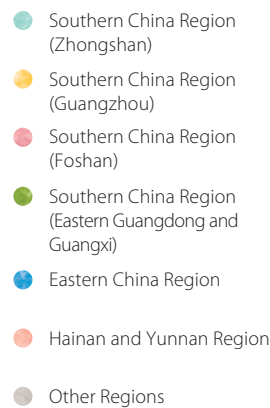 Southern China Region
(Zhongshan)
Southern China Region
(Guangzhou)
Southern China Region
(Foshan)
Southern China Region
(Eastern Guangdong and
Guangxi)
Eastern China Region
Hainan and Yunnan Region
Other Regions